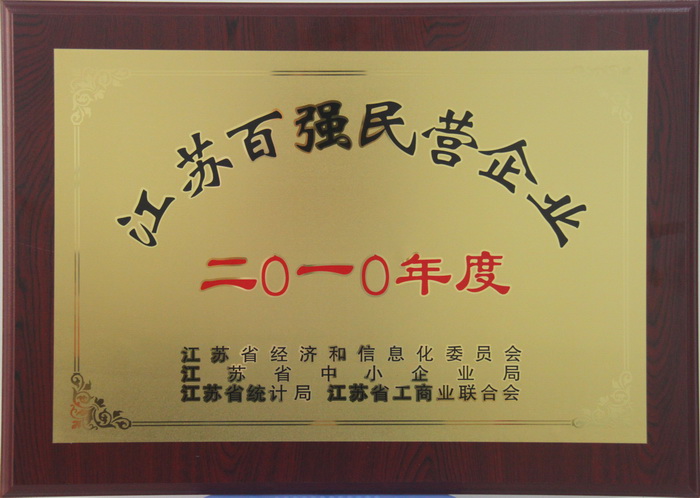 江苏百强民营企业
二〇一〇年度
江苏省经济和信息化委员会
江苏省中小企业局
江苏省统计局 江苏省工商业联合会